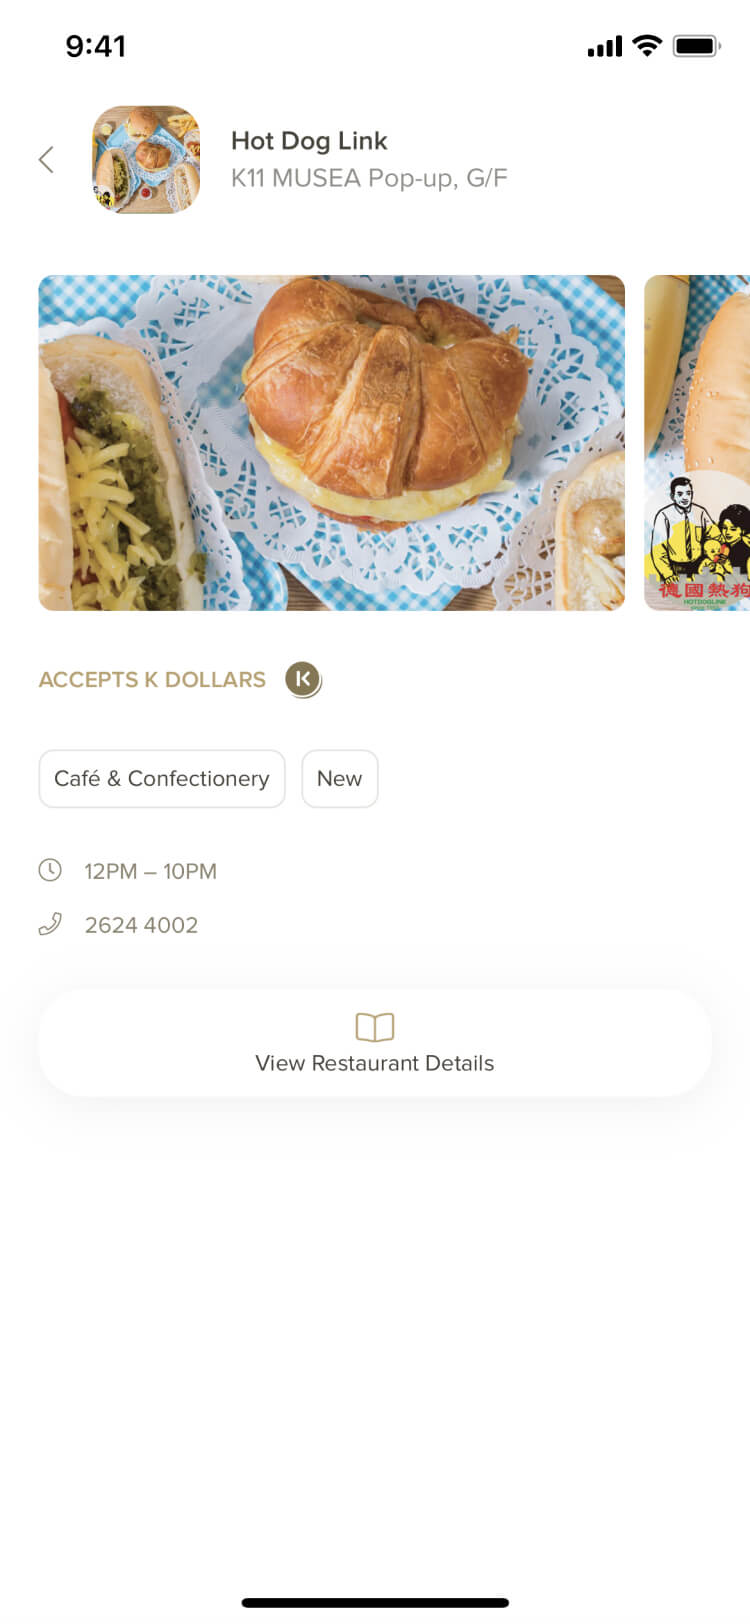 9:41
Hot Dog Link
K11 MUSEA Pop-up, G/F
德國熱狗
HOTDOGLINE
ACCEPTS K DOLLARS K
Café & Confectionery
New
12PM – 10PM
2624 4002
View Restaurant Details